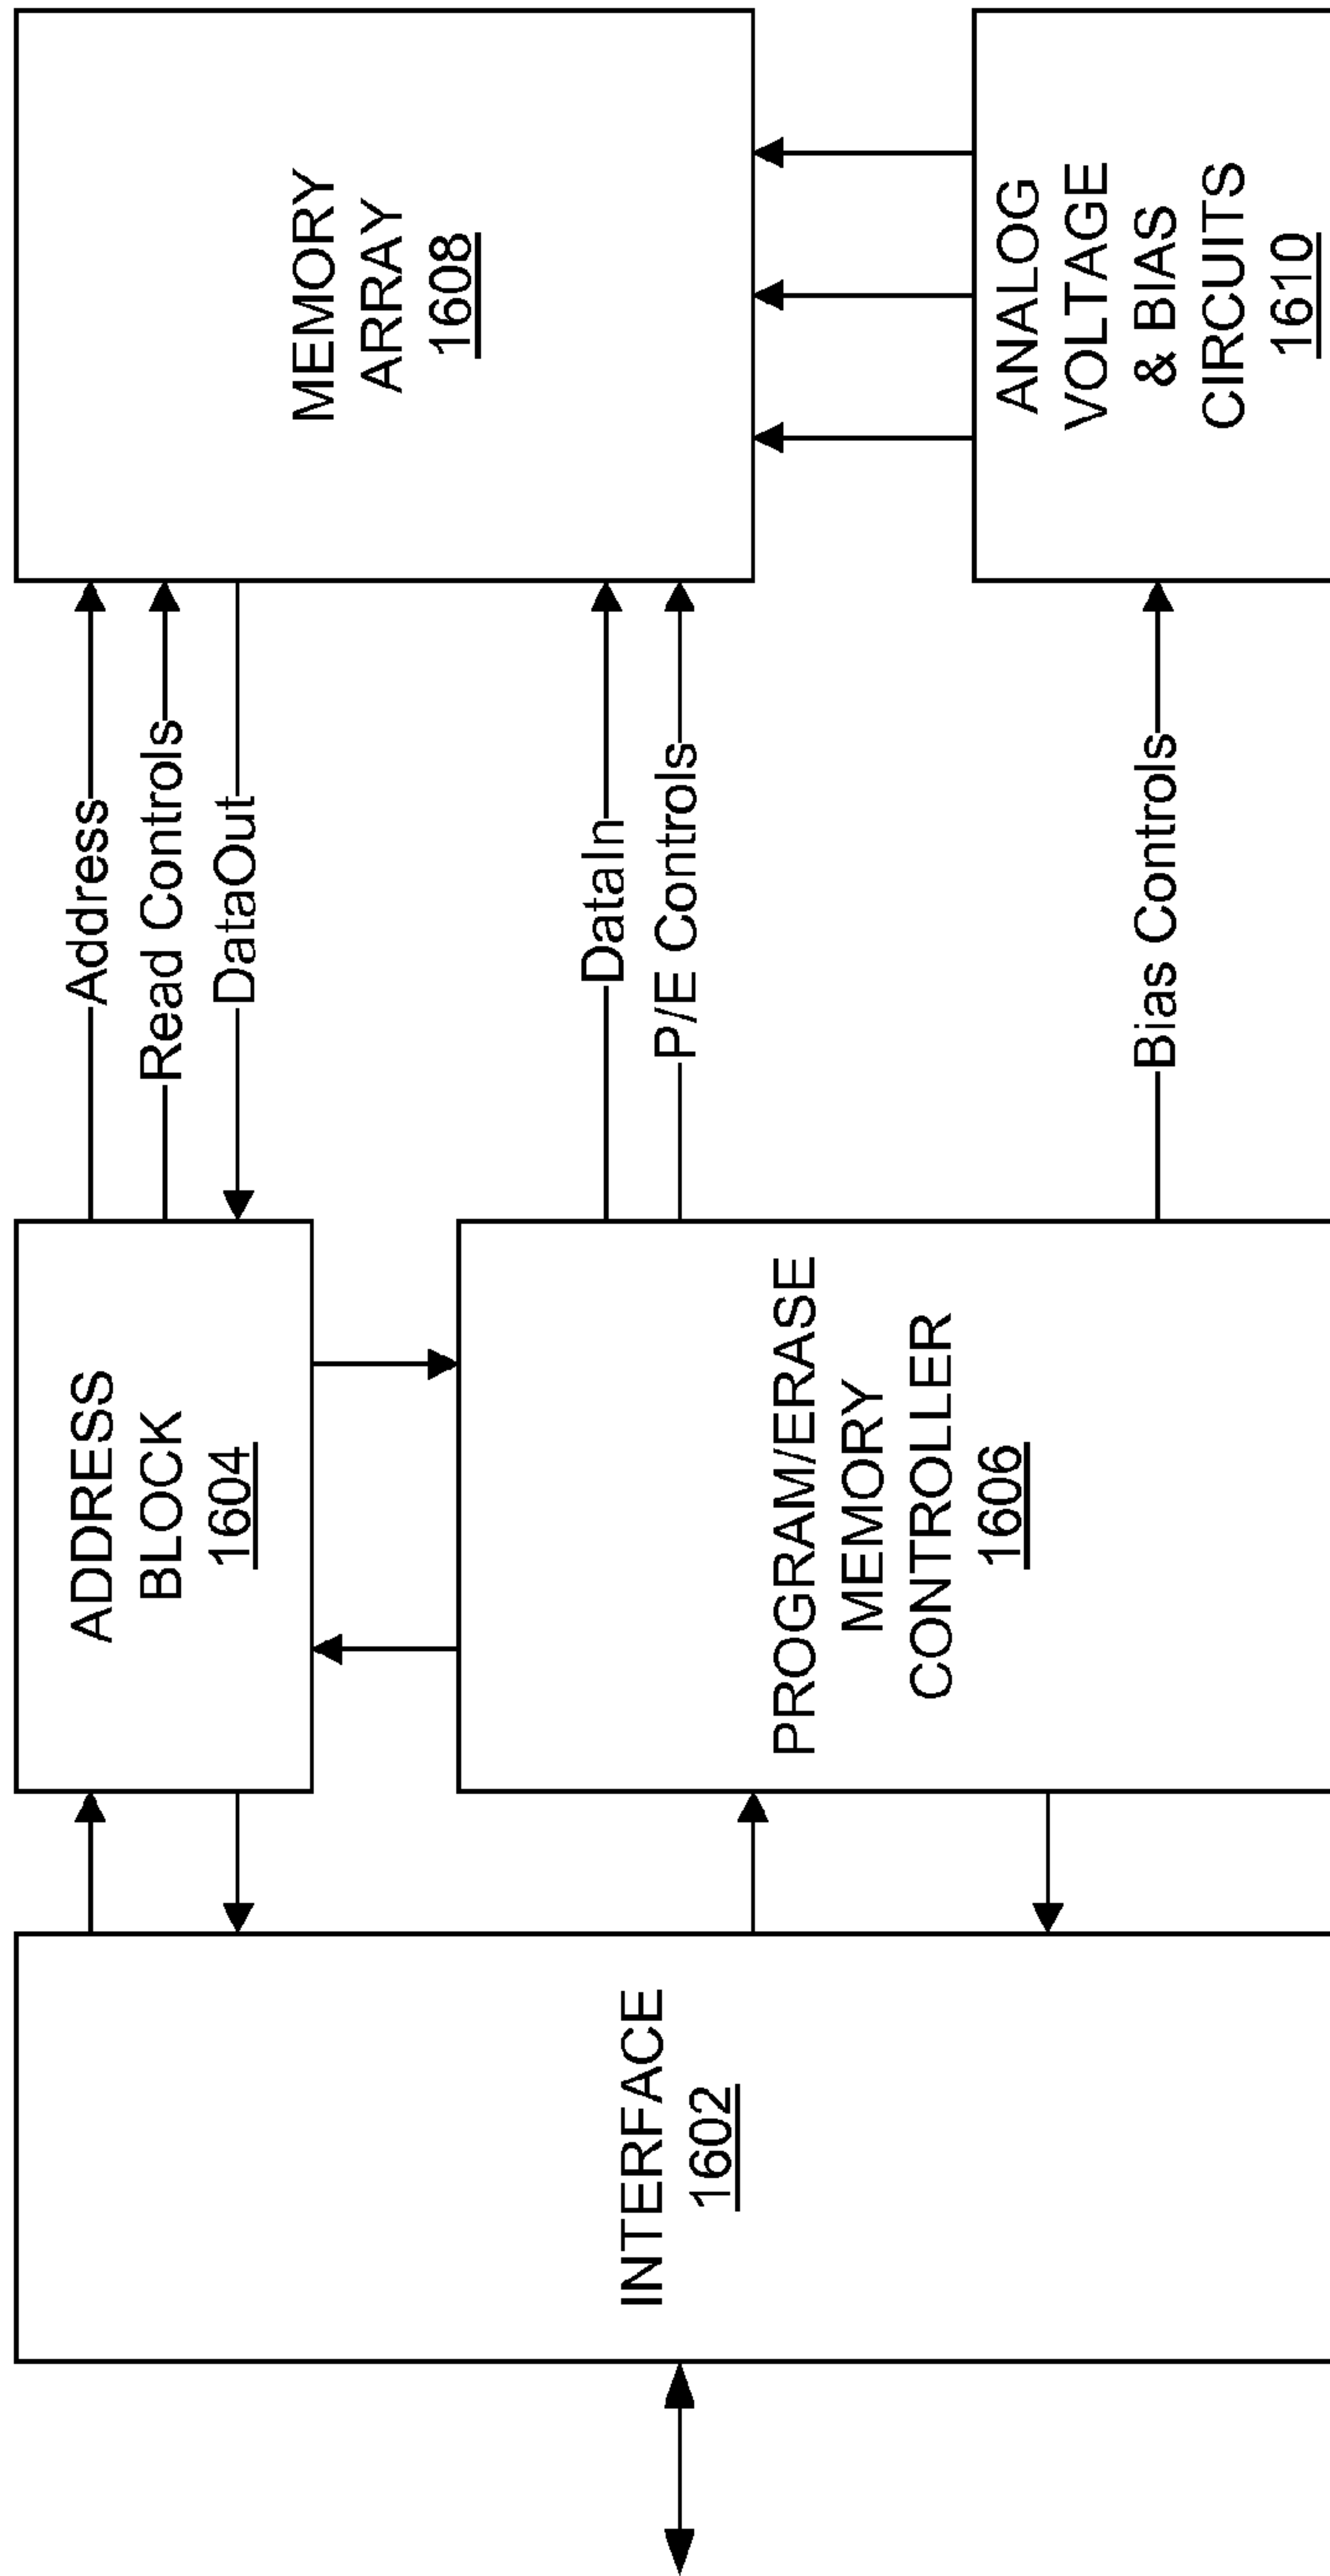 INTERFACE
1602
ADDRESS
BLOCK
1604
PROGRAM/ERASE
MEMORY
CONTROLLER
1606
Address
Read Controls
DataOut
DataIn
P/E Controls
Bias Controls
MEMORY
ARRAY
1608
ANALOG
VOLTAGE
& BIAS
CIRCUITS
1610